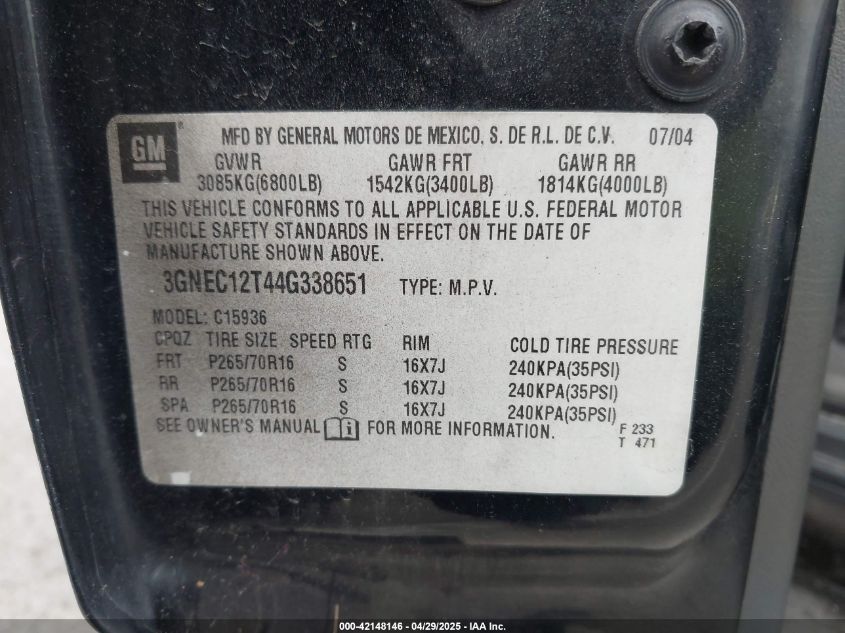 GM MFD BY GENERAL MOTORS DE MEXICO, S. DE R.L. DE C.V. 07/04
GVWR GAWR FRT GAWR RR
3085KG(6800LB) 1542KG(3400LB) 1814KG(4000LB)
THIS VEHICLE CONFORMS TO ALL APPLICABLE U.S. FEDERAL MOTOR
VEHICLE SAFETY STANDARDS IN EFFECT ON THE DATE OF
MANUFACTURE SHOWN ABOVE.
3GNEC12T44G338651 TYPE: M.P.V.
MODEL: C15936
CPQZ TIRE SIZE SPEED RTG RIM COLD TIRE PRESSURE
FRT P265/70R16 S 16X7J 240KPA(35PSI)
RR P265/70R16 S 16X7J 240KPA(35PSI)
SPA P265/70R16 S 16X7J 240KPA(35PSI)
SEE OWNER'S MANUAL i FOR MORE INFORMATION. F 233
T 471
000-42148146 - 04/29/2025 - IAA Inc.